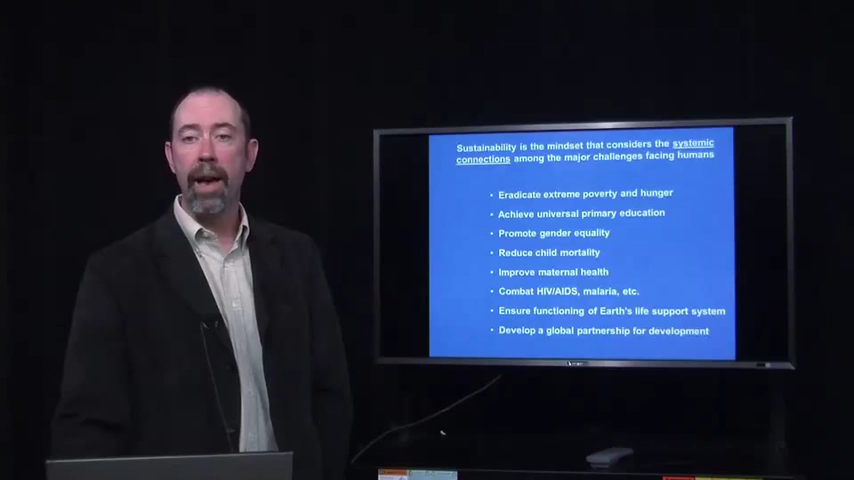 Sustainability is the mindset that considers the systemic
connections among the major challenges facing humans
• Eradicate extreme poverty and hunger
• Achieve universal primary education
• Promote gender equality
• Reduce child mortality
• Improve maternal health
• Combat HIV/AIDS, malaria, etc.
• Ensure functioning of Earth's life support system
• Develop a global partnership for development